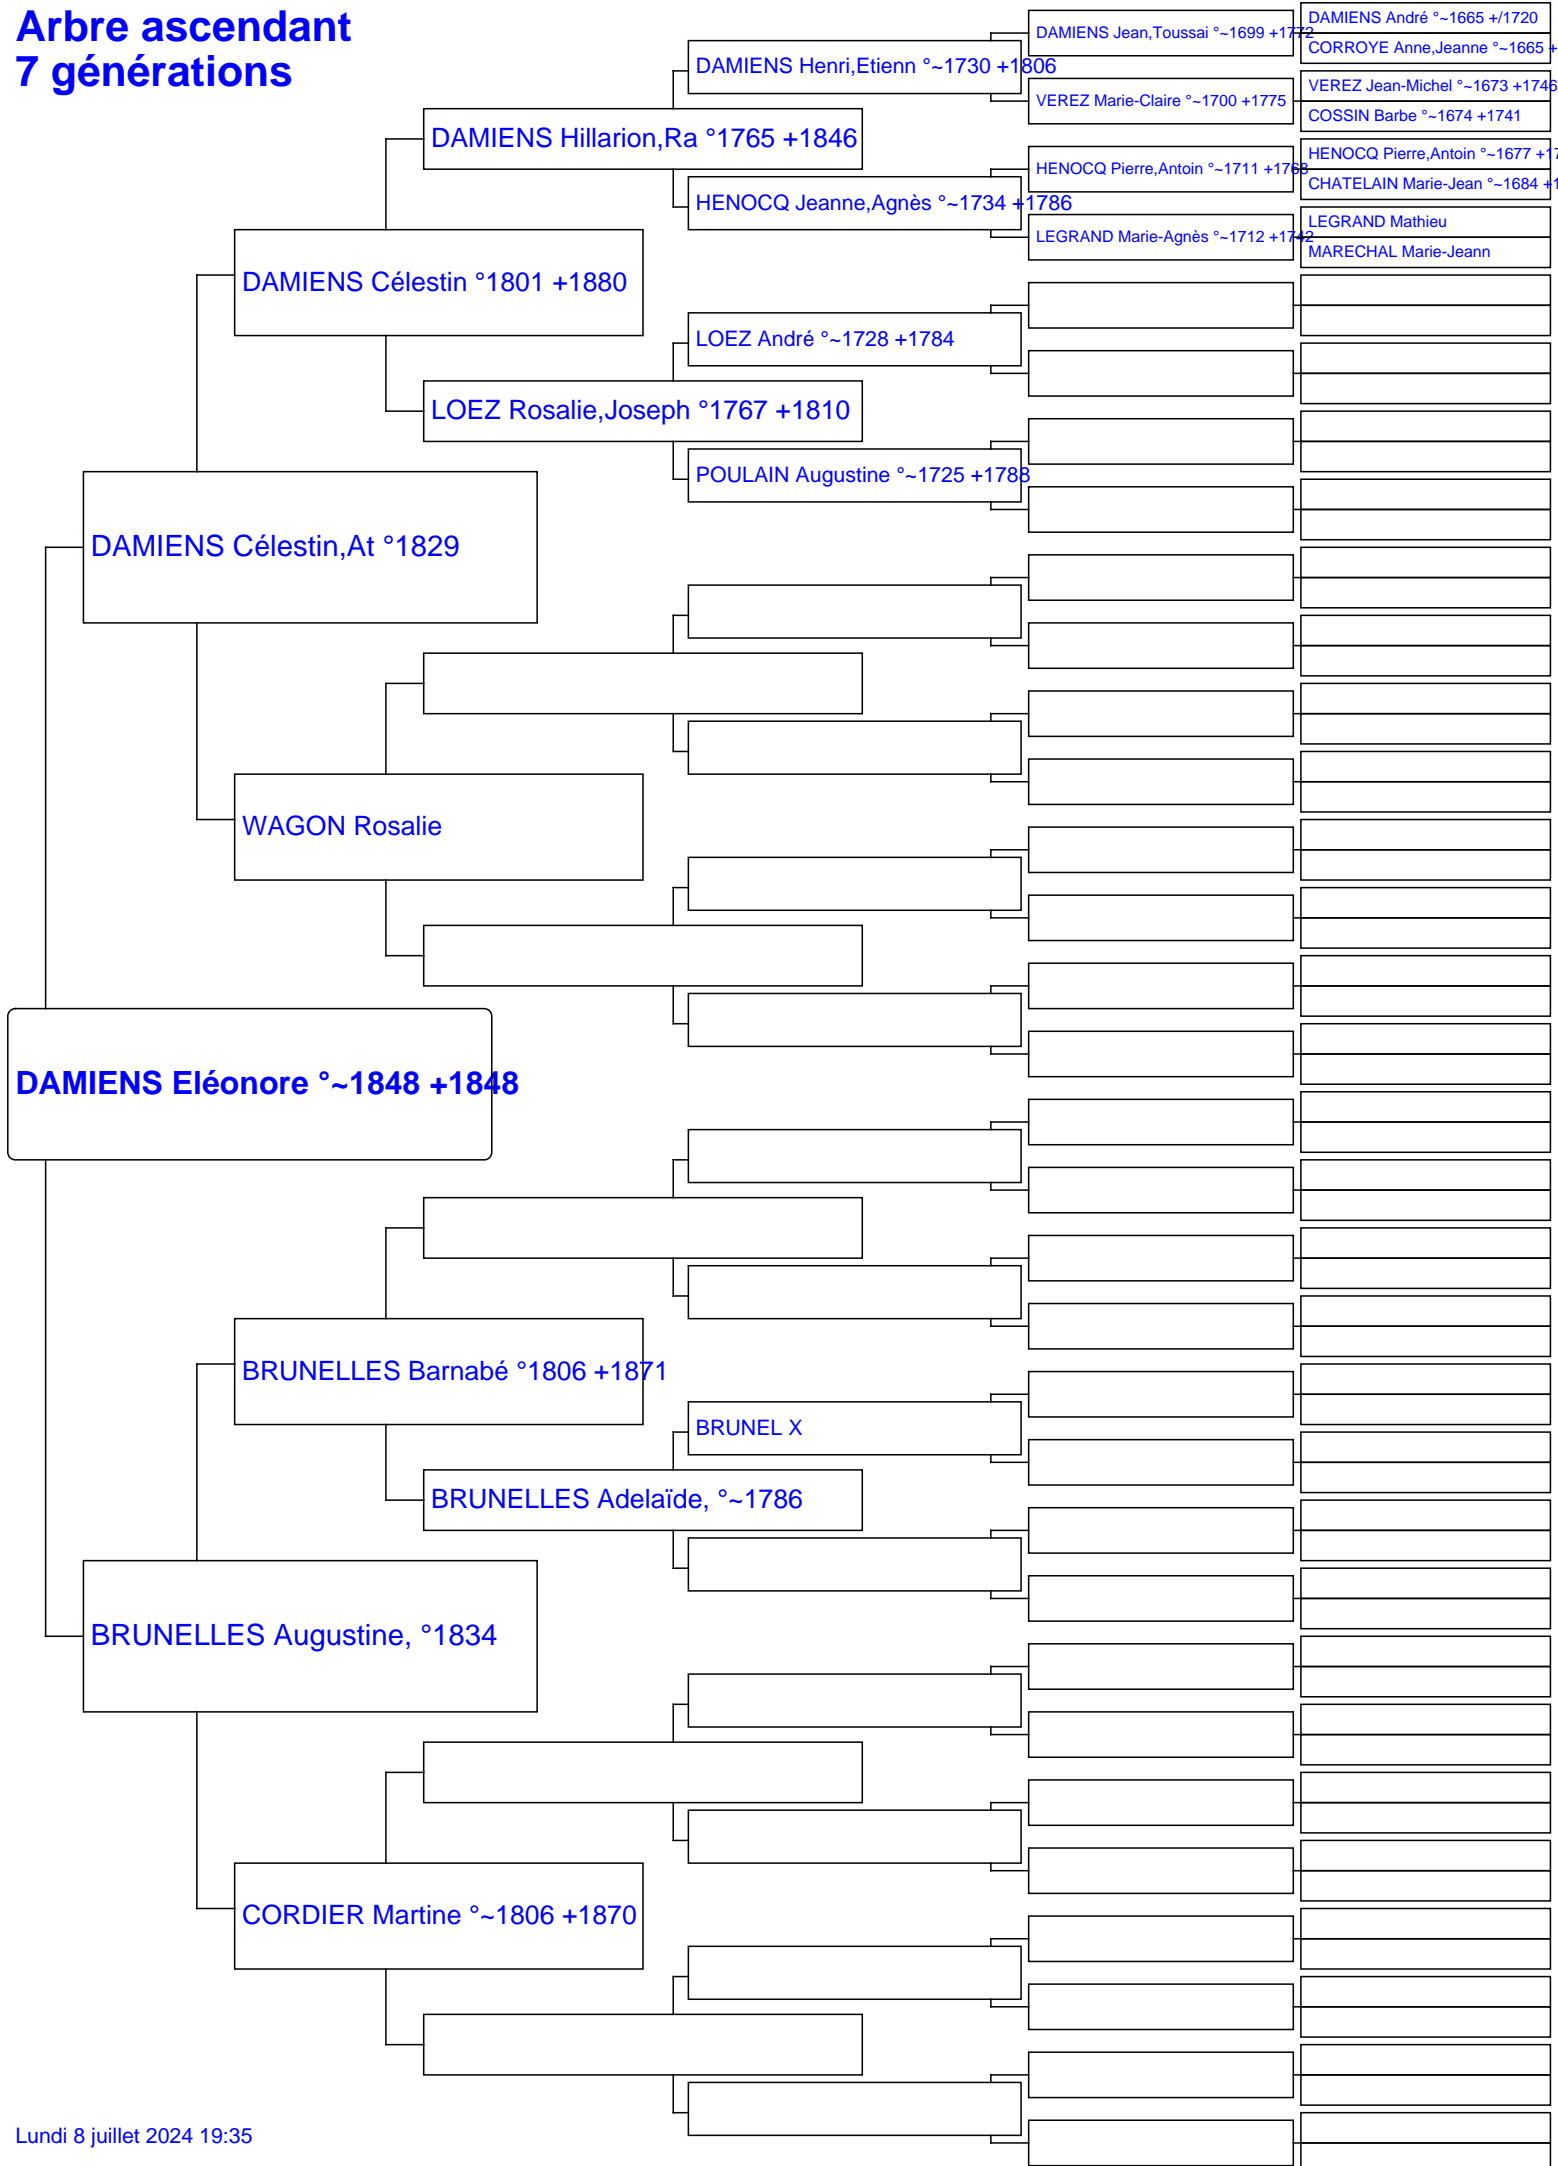 Arbre ascendant
7 générations
DAMIENS André °~1665 +/1720
DAMIENS Jean,Toussai °~1699 +1772
CORROYE Anne,Jeanne °~1665 +
DAMIENS Henri,Etienn °~1730 +1806
VEREZ Jean-Michel °~1673 +1746
VEREZ Marie-Claire °~1700 +1775
COSSIN Barbe °~1674 +1741
DAMIENS Hillarion,Ra °1765 +1846
HENOCQ Pierre,Antoin °~1677 +17
HENOCQ Pierre,Antoin °~1711 +1768
CHATELAIN Marie-Jean °~1684 +1
HENOCQ Jeanne,Agnès °~1734 +1786
LEGRAND Mathieu
LEGRAND Marie-Agnès °~1712 +1742
MARECHAL Marie-Jeann
DAMIENS Célestin °1801 +1880
LOEZ André °~1728 +1784
LOEZ Rosalie,Joseph °1767 +1810
POULAIN Augustine °~1725 +1788
DAMIENS Célestin,At °1829
WAGON Rosalie
DAMIENS Eléonore °~1848 +1848
BRUNELLES Barnabé °1806 +1871
BRUNEL X
BRUNELLES Adelaïde, °~1786
BRUNELLES Augustine, °1834
CORDIER Martine °~1806 +1870
Lundi 8 juillet 2024 19:35